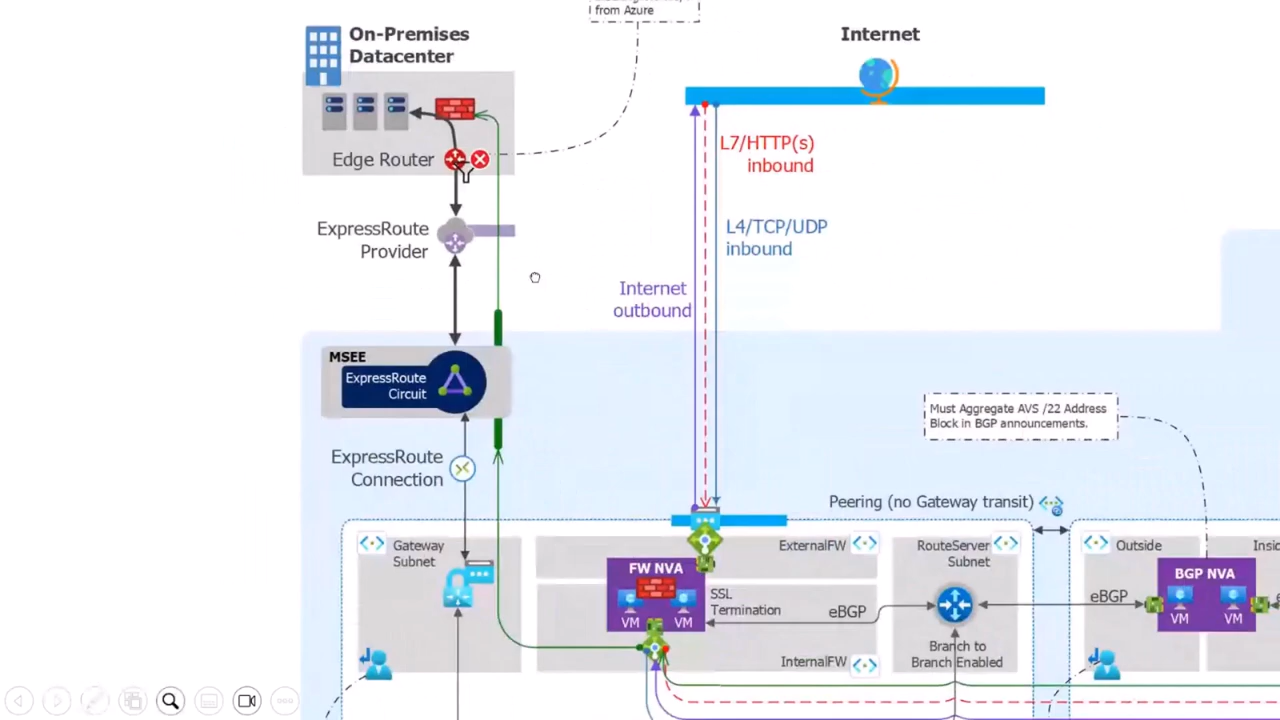 from Azure
On-Premises
Datacenter
Internet
Edge Router
L7/HTTP(s)
inbound
ExpressRoute
Provider
L4/TCP/UDP
inbound
Internet
outbound
MSEE
ExpressRoute
Circuit
Must Aggregate AVS /22 Address
Block in BGP announcements.
ExpressRoute
Connection
Peering (no Gateway transit)
Gateway
Subnet
ExternalFW
RouteServer
Subnet
Outside
FW NVA
BGP NVA
SSL
Termination
eBGP
eBGP
VM
VM
VM
VM
Branch to
Branch Enabled
InternalFW